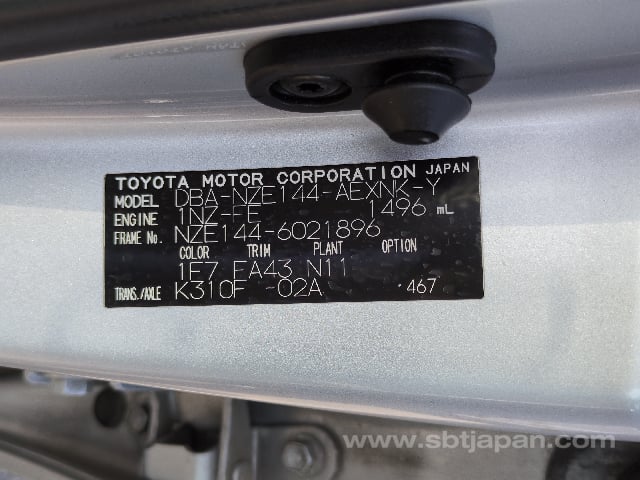 TOYOTA MOTOR CORPORATION JAPAN
MODEL DBA-NZE144-AEXNK-Y
ENGINE 1NZ-FE 1496 mL
FRAME No. NZE144-6021896
COLOR TRIM PLANT OPTION
1E7 EA43 N11
TRANS./AXLE K310F -02A 467
www.sbtjapan.com